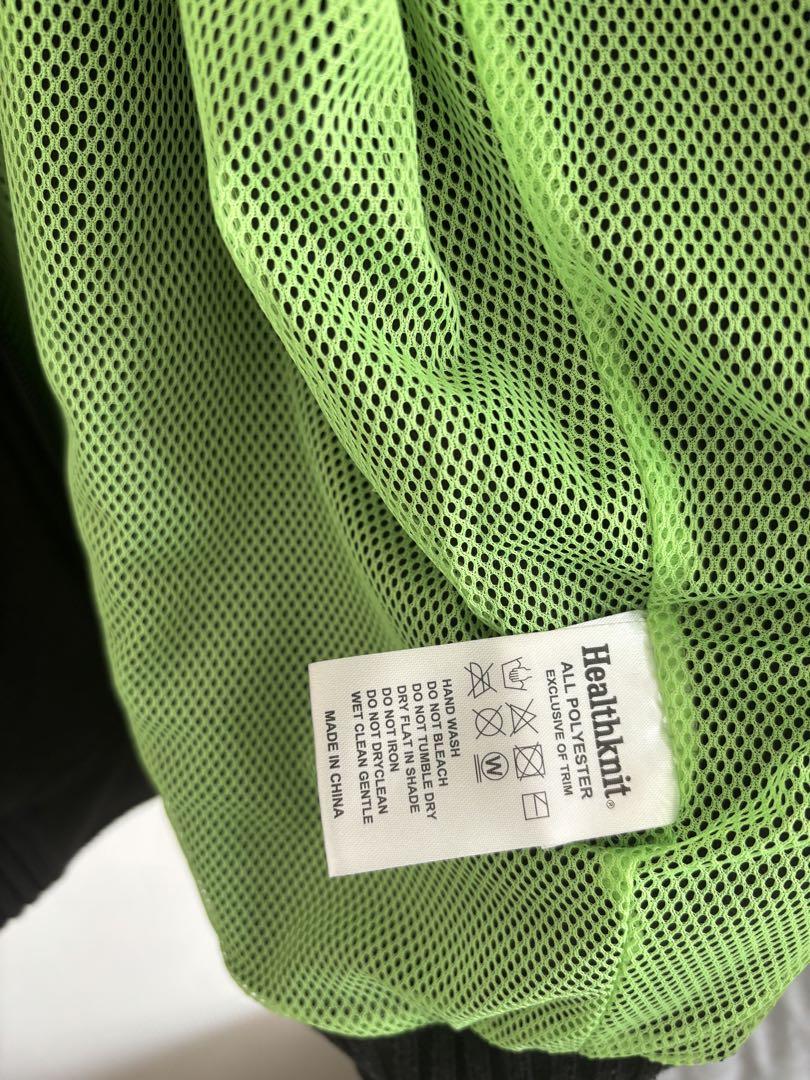 Healthknit®
ALL POLYESTER
EXCLUSIVE OF TRIM
W
HAND WASH
DO NOT BLEACH
DO NOT TUMBLE DRY
DRY FLAT IN SHADE
DO NOT IRON
DO NOT DRYCLEAN
WET CLEAN GENTLE
MADE IN CHINA